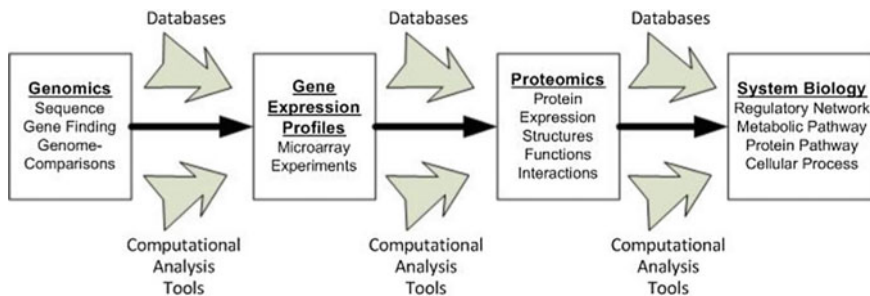 Databases
Databases
Databases
Genomics
Sequence
Gene Finding
Genome-
Comparisons
Gene
Expression
Profiles
Microarray
Experiments
Proteomics
Protein
Expression
Structures
Functions
Interactions
System Biology
Regulatory Network
Metabolic Pathway
Protein Pathway
Cellular Process
Computational
Analysis
Tools
Computational
Analysis
Tools
Computational
Analysis
Tools